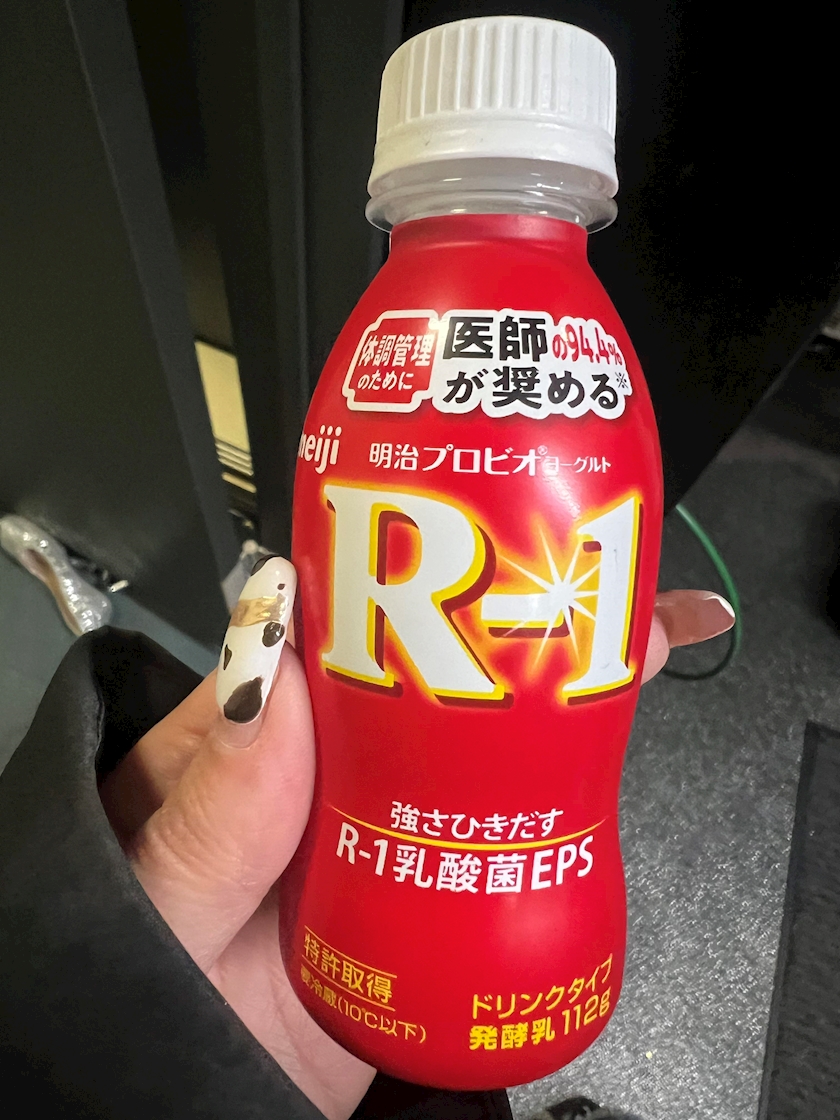 体調管理
のために
医師の94.4%
が奨める※
meiji
明治プロビオ®ヨーグルト
R-1
強さひきだす
R-1乳酸菌EPS
特許取得
要冷蔵(10℃以下)
ドリンクタイプ
発酵乳 112g